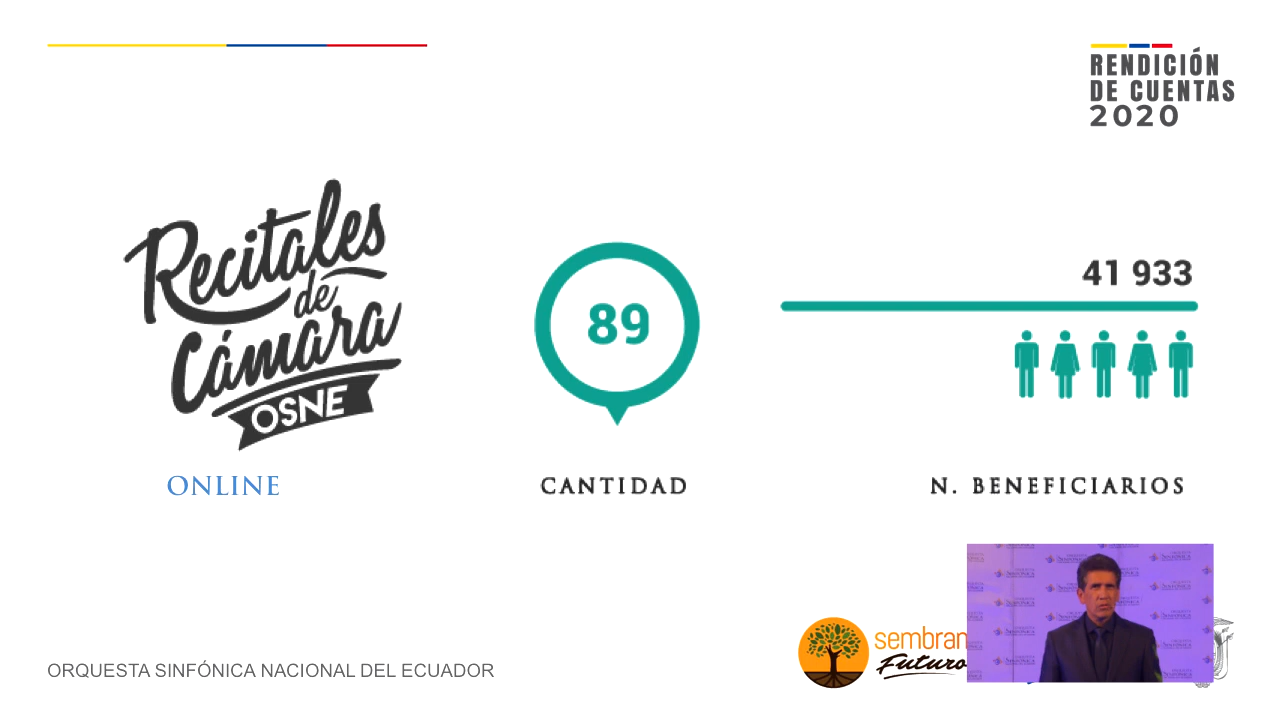 RENDICIÓN
DE CUENTAS
2020
Recitales
de
Cámara
OSNE
ONLINE
89
CANTIDAD
41 933
N. BENEFICIARIOS
Futuro
ORQUESTA SINFÓNICA NACIONAL DEL ECUADOR